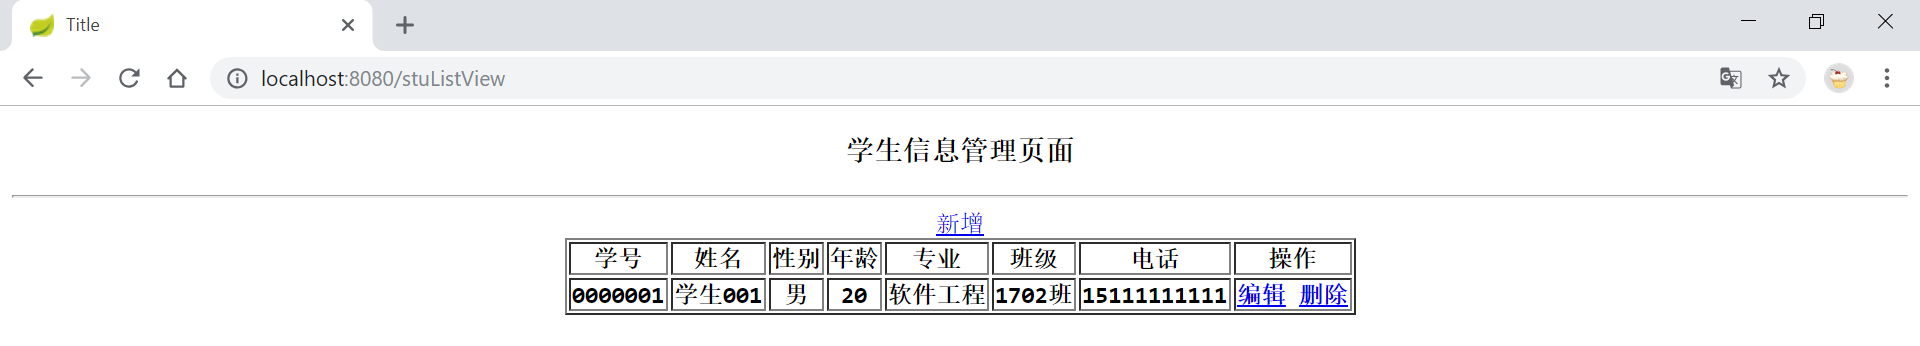 Title
localhost:8080/stuListView
学生信息管理页面
新增
学号 姓名 性别 年龄 专业 班级 电话 操作
0000001 学生001 男 20 软件工程 1702班 15111111111 编辑 删除